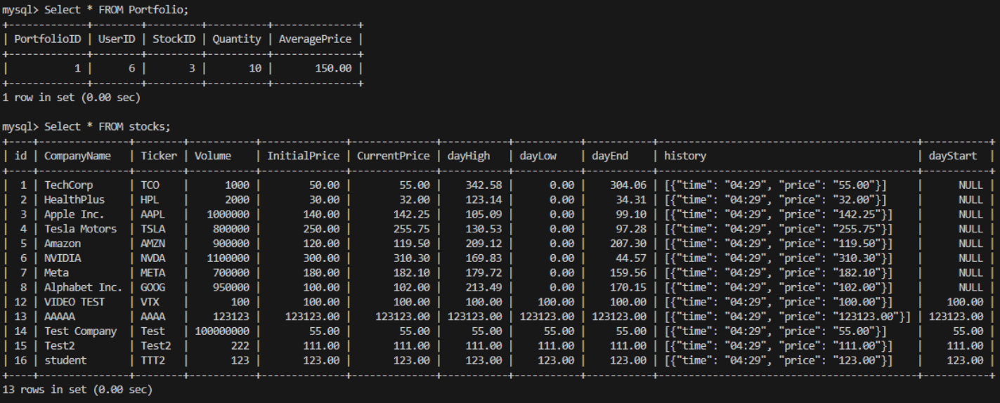 mysql> Select * FROM Portfolio;
+-------------+--------+---------+----------+--------------+
| PortfolioID | UserID | StockID | Quantity | AveragePrice |
+-------------+--------+---------+----------+--------------+
|           1 |      6 |       3 |       10 |       150.00 |
+-------------+--------+---------+----------+--------------+
1 row in set (0.00 sec)

mysql> Select * FROM stocks;
+----+---------------+--------+-----------+--------------+--------------+-----------+-----------+-----------+-------------------------------------------+-----------+
| id | CompanyName   | Ticker | Volume    | InitialPrice | CurrentPrice | dayHigh   | dayLow    | dayEnd    | history                                   | dayStart  |
+----+---------------+--------+-----------+--------------+--------------+-----------+-----------+-----------+-------------------------------------------+-----------+
|  1 | TechCorp      | TCO    |      1000 |        50.00 |        55.00 |    342.58 |      0.00 |    304.06 | [{"time": "04:29", "price": "55.00"}]     |      NULL |
|  2 | HealthPlus    | HPL    |      2000 |        30.00 |        32.00 |    123.14 |      0.00 |     34.31 | [{"time": "04:29", "price": "32.00"}]     |      NULL |
|  3 | Apple Inc.    | AAPL   |   1000000 |       140.00 |       142.25 |    105.09 |      0.00 |     99.10 | [{"time": "04:29", "price": "142.25"}]    |      NULL |
|  4 | Tesla Motors  | TSLA   |    800000 |       250.00 |       255.75 |    130.53 |      0.00 |     97.28 | [{"time": "04:29", "price": "255.75"}]    |      NULL |
|  5 | Amazon        | AMZN   |    900000 |       120.00 |       119.50 |    209.12 |      0.00 |    207.30 | [{"time": "04:29", "price": "119.50"}]    |      NULL |
|  6 | NVIDIA        | NVDA   |   1100000 |       300.00 |       310.30 |    169.83 |      0.00 |     44.57 | [{"time": "04:29", "price": "310.30"}]    |      NULL |
|  7 | Meta          | META   |    700000 |       180.00 |       182.10 |    179.72 |      0.00 |    159.56 | [{"time": "04:29", "price": "182.10"}]    |      NULL |
|  8 | Alphabet Inc. | GOOG   |    950000 |       100.00 |       102.00 |    213.49 |      0.00 |    170.15 | [{"time": "04:29", "price": "102.00"}]    |      NULL |
| 12 | VIDEO TEST    | VTX    |       100 |       100.00 |       100.00 |    100.00 |    100.00 |    100.00 | [{"time": "04:29", "price": "100.00"}]    |    100.00 |
| 13 | AAAAA         | AAAA   |    123123 |    123123.00 |    123123.00 | 123123.00 | 123123.00 | 123123.00 | [{"time": "04:29", "price": "123123.00"}] | 123123.00 |
| 14 | Test Company  | Test   | 100000000 |        55.00 |        55.00 |     55.00 |     55.00 |     55.00 | [{"time": "04:29", "price": "55.00"}]     |     55.00 |
| 15 | Test2         | Test2  |       222 |       111.00 |       111.00 |    111.00 |    111.00 |    111.00 | [{"time": "04:29", "price": "111.00"}]    |    111.00 |
| 16 | student       | TTT2   |       123 |       123.00 |       123.00 |    123.00 |    123.00 |    123.00 | [{"time": "04:29", "price": "123.00"}]    |    123.00 |
+----+---------------+--------+-----------+--------------+--------------+-----------+-----------+-----------+-------------------------------------------+-----------+
13 rows in set (0.00 sec)